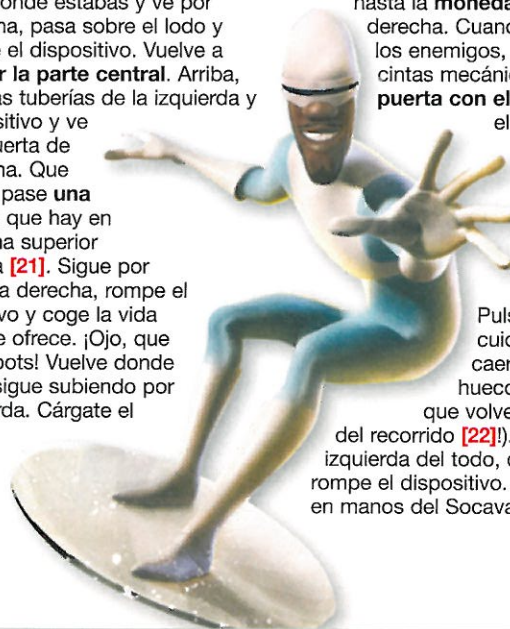 donde estabas y ve por
na, pasa sobre el lodo y
e el dispositivo. Vuelve a
r la parte central. Arriba,
as tuberías de la izquierda y
sitivo y ve
uerta de
na. Que
pase una
que hay en
na superior
a [21]. Sigue por
a derecha, rompe el
vo y coge la vida
e ofrece. ¡Ojo, que
bots! Vuelve donde
sigue subiendo por
rda. Cárgate el
hasta la moneda
derecha. Cuand
los enemigos,
cintas mecánic
puerta con el
el
Puls
cuid
caer
hueco
que volve
del recorrido [22]!).
izquierda del todo, c
rompe el dispositivo.
en manos del Socava